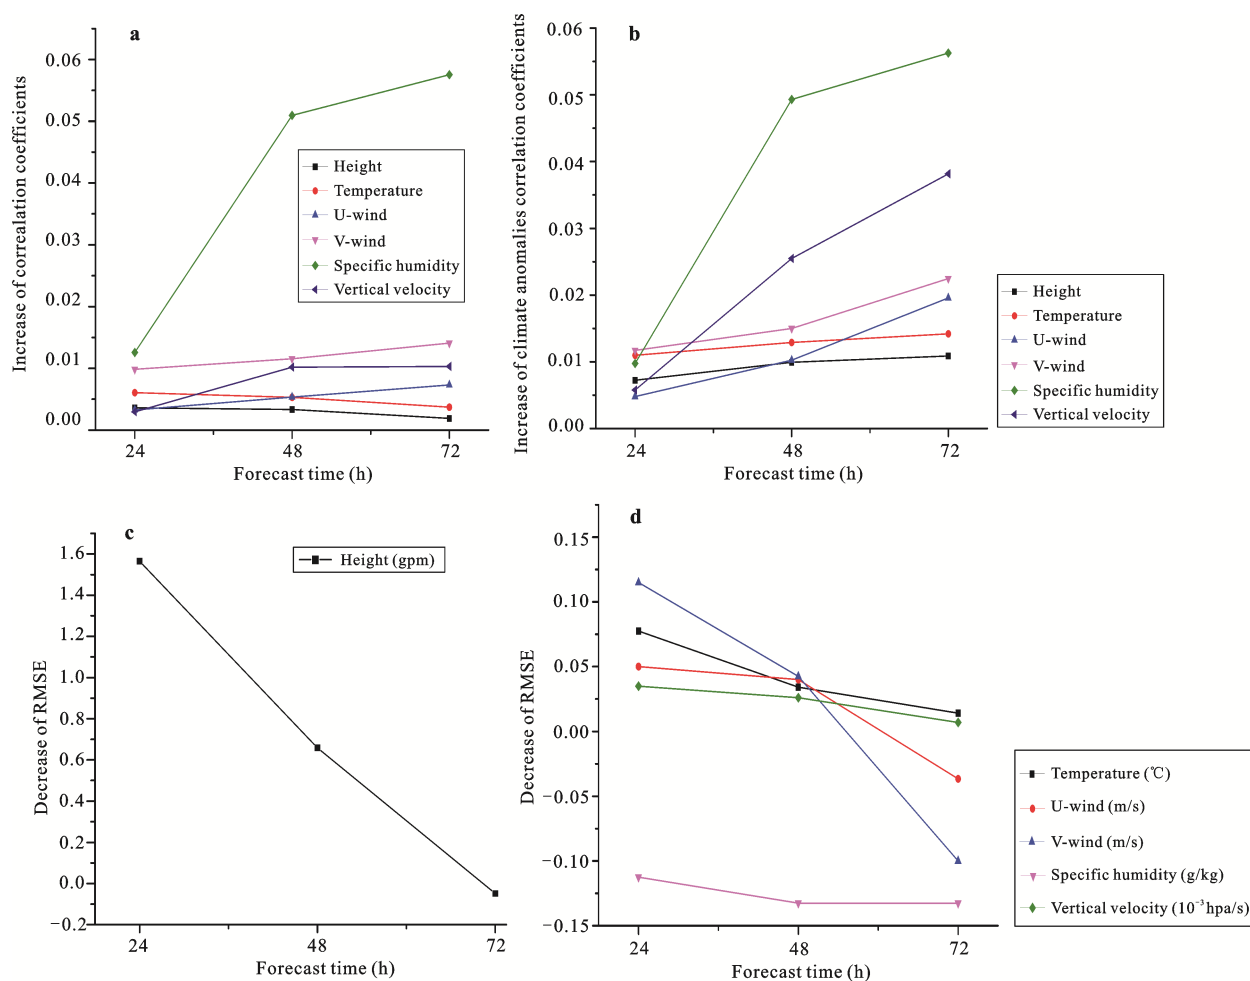 a
Increase of correalation coefficients
0.06
0.05
0.04
0.03
0.02
0.01
0.00
Height
Temperature
U-wind
V-wind
Specific humidity
Vertical velocity
24 48 72
Forecast time (h)
b
Increase of climate anomalies correlation coefficients
0.06
0.05
0.04
0.03
0.02
0.01
0.00
Height
Temperature
U-wind
V-wind
Specific humidity
Vertical velocity
24 48 72
Forecast time (h)
c
Decrease of RMSE
1.6
1.4
1.2
1.0
0.8
0.6
0.4
0.2
0.0
−0.2
Height (gpm)
24 48 72
Forecast time (h)
d
Decrease of RMSE
0.15
0.10
0.05
0.00
−0.05
−0.10
−0.15
Temperature (℃)
U-wind (m/s)
V-wind (m/s)
Specific humidity (g/kg)
Vertical velocity (10⁻³hpa/s)
24 48 72
Forecast time (h)